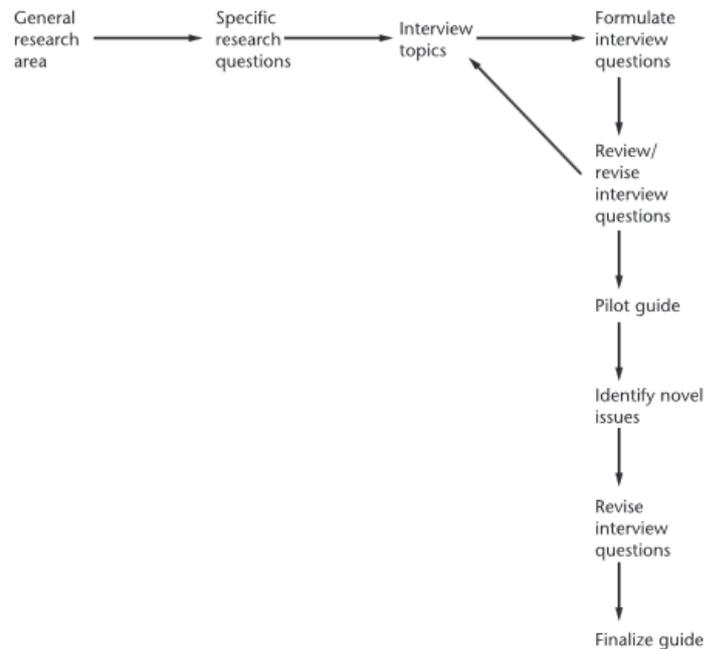 General
research
area
Specific
research
questions
Interview
topics
Formulate
interview
questions
Review/
revise
interview
questions
Pilot guide
Identify novel
issues
Revise
interview
questions
Finalize guide